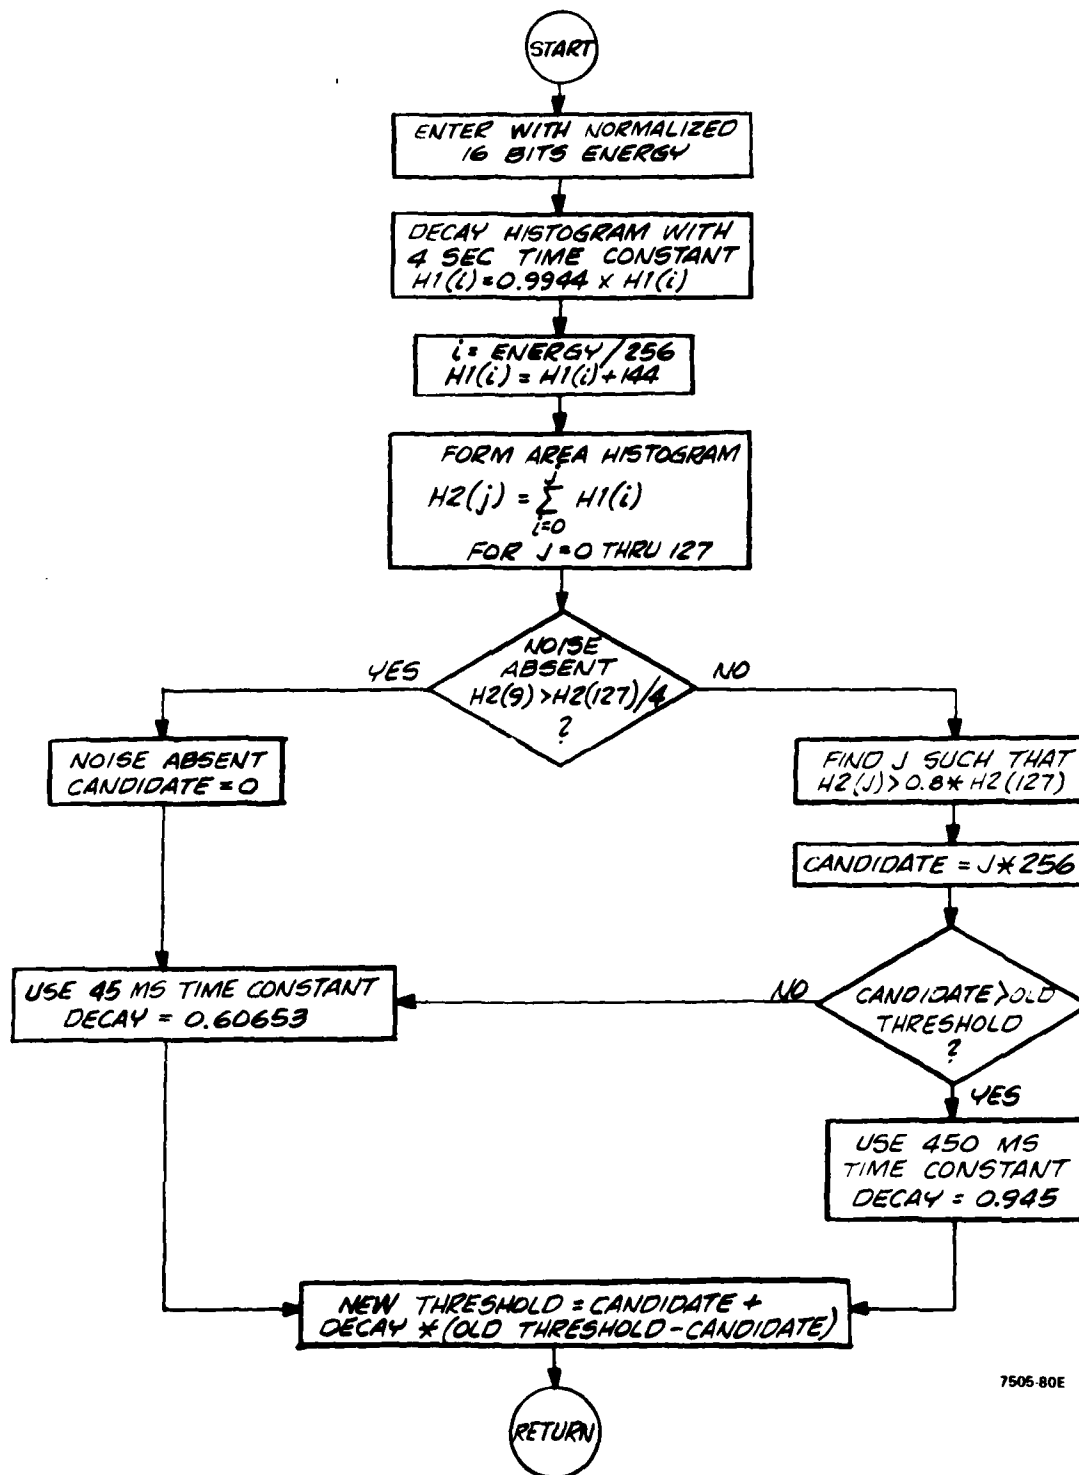 START
ENTER WITH NORMALIZED
16 BITS ENERGY
DECAY HISTOGRAM WITH
4 SEC TIME CONSTANT
H1(i)=0.9944 x H1(i)
i = ENERGY/256
H1(i) = H1(i)+144
FORM AREA HISTOGRAM
H2(j) = \sum_{i=0}^{j} H1(i)
FOR J=0 THRU 127
NOISE
ABSENT
H2(9)>H2(127)/4
?
YES
NO
NOISE ABSENT
CANDIDATE = 0
FIND J SUCH THAT
H2(J)>0.8* H2(127)
CANDIDATE = J*256
CANDIDATE>OLD
THRESHOLD
?
NO
YES
USE 45 MS TIME CONSTANT
DECAY = 0.60653
USE 450 MS
TIME CONSTANT
DECAY = 0.945
NEW THRESHOLD = CANDIDATE +
DECAY * (OLD THRESHOLD-CANDIDATE)
RETURN
7505-80E